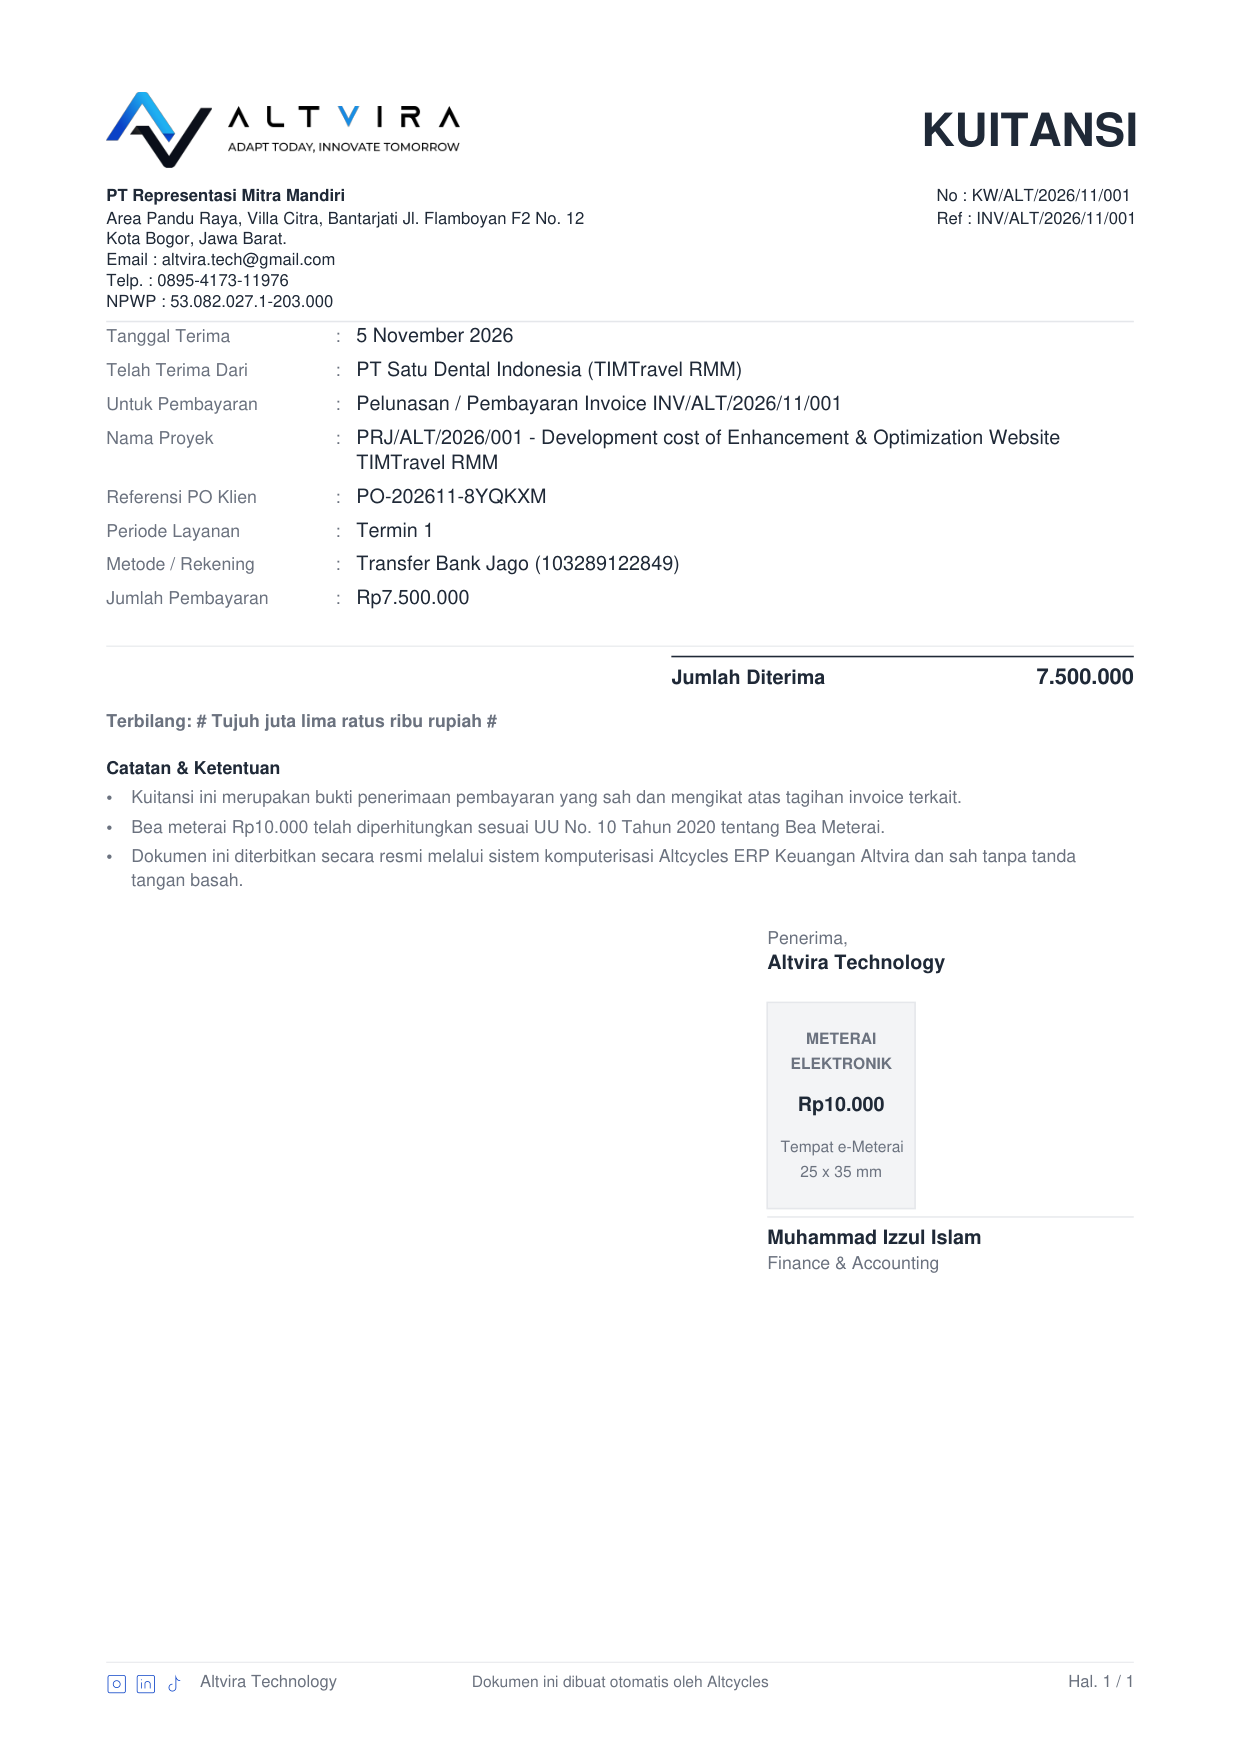 ALTVIRA
ADAPT TODAY, INNOVATE TOMORROW
KUITANSI
PT Representasi Mitra Mandiri
Area Pandu Raya, Villa Citra, Bantarjati Jl. Flamboyan F2 No. 12
Kota Bogor, Jawa Barat.
Email : altvira.tech@gmail.com
Telp. : 0895-4173-11976
NPWP : 53.082.027.1-203.000
No : KW/ALT/2026/11/001
Ref : INV/ALT/2026/11/001
Tanggal Terima : 5 November 2026
Telah Terima Dari : PT Satu Dental Indonesia (TIMTravel RMM)
Untuk Pembayaran : Pelunasan / Pembayaran Invoice INV/ALT/2026/11/001
Nama Proyek : PRJ/ALT/2026/001 - Development cost of Enhancement & Optimization Website
TIMTravel RMM
Referensi PO Klien : PO-202611-8YQKXM
Periode Layanan : Termin 1
Metode / Rekening : Transfer Bank Jago (103289122849)
Jumlah Pembayaran : Rp7.500.000
Jumlah Diterima 7.500.000
Terbilang: # Tujuh juta lima ratus ribu rupiah #
Catatan & Ketentuan
• Kuitansi ini merupakan bukti penerimaan pembayaran yang sah dan mengikat atas tagihan invoice terkait.
• Bea meterai Rp10.000 telah diperhitungkan sesuai UU No. 10 Tahun 2020 tentang Bea Meterai.
• Dokumen ini diterbitkan secara resmi melalui sistem komputerisasi Altcycles ERP Keuangan Altvira dan sah tanpa tanda
tangan basah.
Penerima,
Altvira Technology
METERAI
ELEKTRONIK
Rp10.000
Tempat e-Meterai
25 x 35 mm
Muhammad Izzul Islam
Finance & Accounting
Altvira Technology Dokumen ini dibuat otomatis oleh Altcycles Hal. 1 / 1